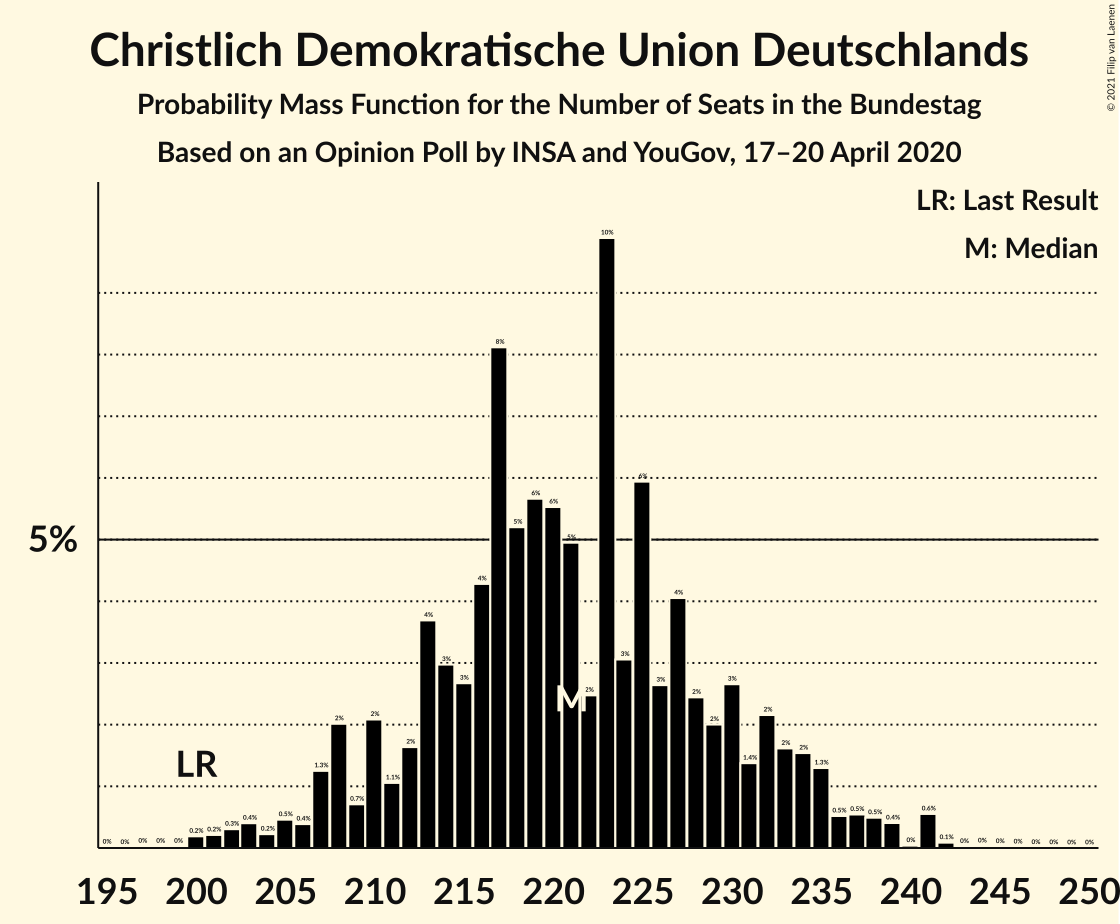 Christlich Demokratische Union Deutschlands
Probability Mass Function for the Number of Seats in the Bundestag
Based on an Opinion Poll by INSA and YouGov, 17–20 April 2020
© 2021 Filip van Laenen
LR: Last Result
M: Median
5%
LR
M
0% 0% 0% 0% 0% 0.2% 0.2% 0.3% 0.4% 0.2% 0.5% 0.4% 1.3% 2% 0.7% 2% 1.1% 2% 4% 3% 3% 4% 8% 5% 6% 6% 5% 2% 10% 3% 6% 3% 4% 2% 2% 3% 1.4% 2% 2% 2% 1.3% 0.5% 0.5% 0.5% 0.4% 0% 0.6% 0.1% 0% 0% 0% 0% 0% 0% 0% 0%
195 200 205 210 215 220 225 230 235 240 245 250